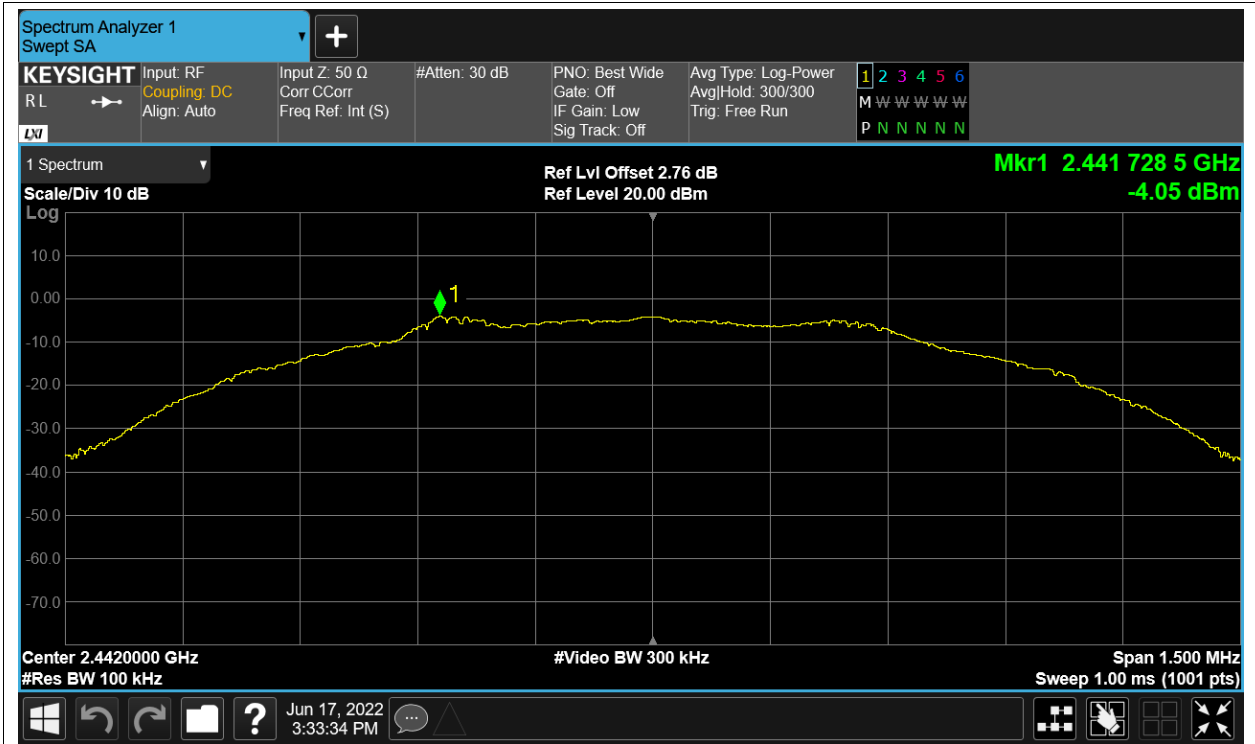 Spectrum Analyzer 1
Swept SA
KEYSIGHT
R L
LXI
Input: RF
Coupling: DC
Align: Auto
Input Z: 50 Ω
Corr CCorr
Freq Ref: Int (S)
#Atten: 30 dB
PNO: Best Wide
Gate: Off
IF Gain: Low
Sig Track: Off
Avg Type: Log-Power
Avg|Hold: 300/300
Trig: Free Run
1 2 3 4 5 6
M W W W W W
P N N N N N
1 Spectrum
Scale/Div 10 dB
Log
Ref Lvl Offset 2.76 dB
Ref Level 20.00 dBm
Mkr1 2.441 728 5 GHz
-4.05 dBm
10.0
0.00
1
-10.0
-20.0
-30.0
-40.0
-50.0
-60.0
-70.0
Center 2.4420000 GHz
#Res BW 100 kHz
#Video BW 300 kHz
Span 1.500 MHz
Sweep 1.00 ms (1001 pts)
?
Jun 17, 2022
3:33:34 PM